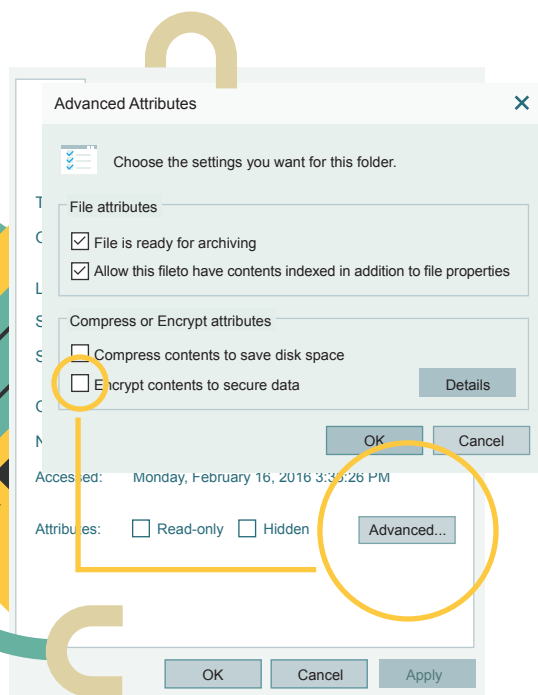 Advanced Attributes
Choose the settings you want for this folder.
File attributes
File is ready for archiving
Allow this fileto have contents indexed in addition to file properties
Compress or Encrypt attributes
Compress contents to save disk space
Encrypt contents to secure data
Details
OK Cancel
Accessed: Monday, February 16, 2016 3:36:26 PM
Attributes: Read-only Hidden Advanced...
OK Cancel Apply